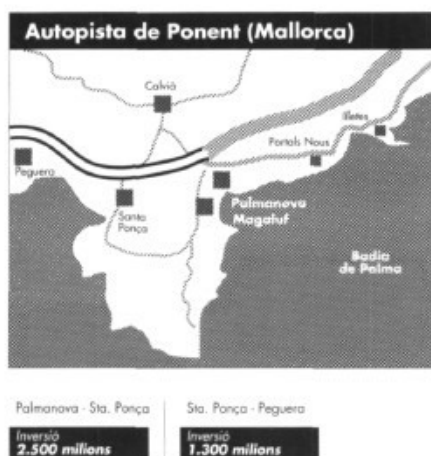 Autopista de Ponent (Mallorca)
Calvià
Illetes
Portals Nous
Peguera
Palmanova
Magaluf
Santa
Ponça
Badia
de Palma
Palmanova - Sta. Ponça
Sta. Ponça - Peguera
Inversió
2.500 milions
Inversió
1.300 milions